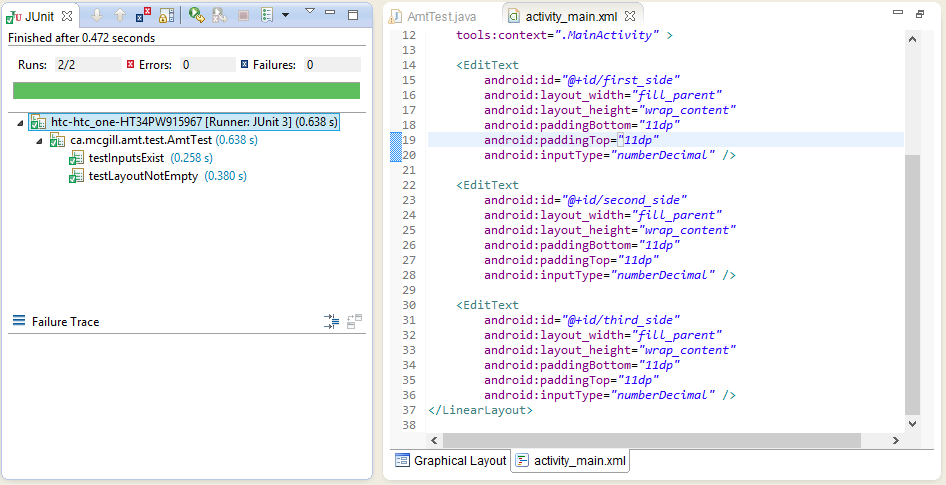 JUnit
Finished after 0.472 seconds
Runs: 2/2 Errors: 0 Failures: 0
htc-htc_one-HT34PW915967 [Runner: JUnit 3] (0.638 s)
ca.mcgill.amt.test.AmtTest (0.638 s)
testInputsExist (0.258 s)
testLayoutNotEmpty (0.380 s)
Failure Trace
AmtTest.java activity_main.xml
12 tools:context=".MainActivity" >
13
14 <EditText
15 android:id="@+id/first_side"
16 android:layout_width="fill_parent"
17 android:layout_height="wrap_content"
18 android:paddingBottom="11dp"
19 android:paddingTop="11dp"
20 android:inputType="numberDecimal" />
21
22 <EditText
23 android:id="@+id/second_side"
24 android:layout_width="fill_parent"
25 android:layout_height="wrap_content"
26 android:paddingBottom="11dp"
27 android:paddingTop="11dp"
28 android:inputType="numberDecimal" />
29
30 <EditText
31 android:id="@+id/third_side"
32 android:layout_width="fill_parent"
33 android:layout_height="wrap_content"
34 android:paddingBottom="11dp"
35 android:paddingTop="11dp"
36 android:inputType="numberDecimal" />
37 </LinearLayout>
38
Graphical Layout activity_main.xml